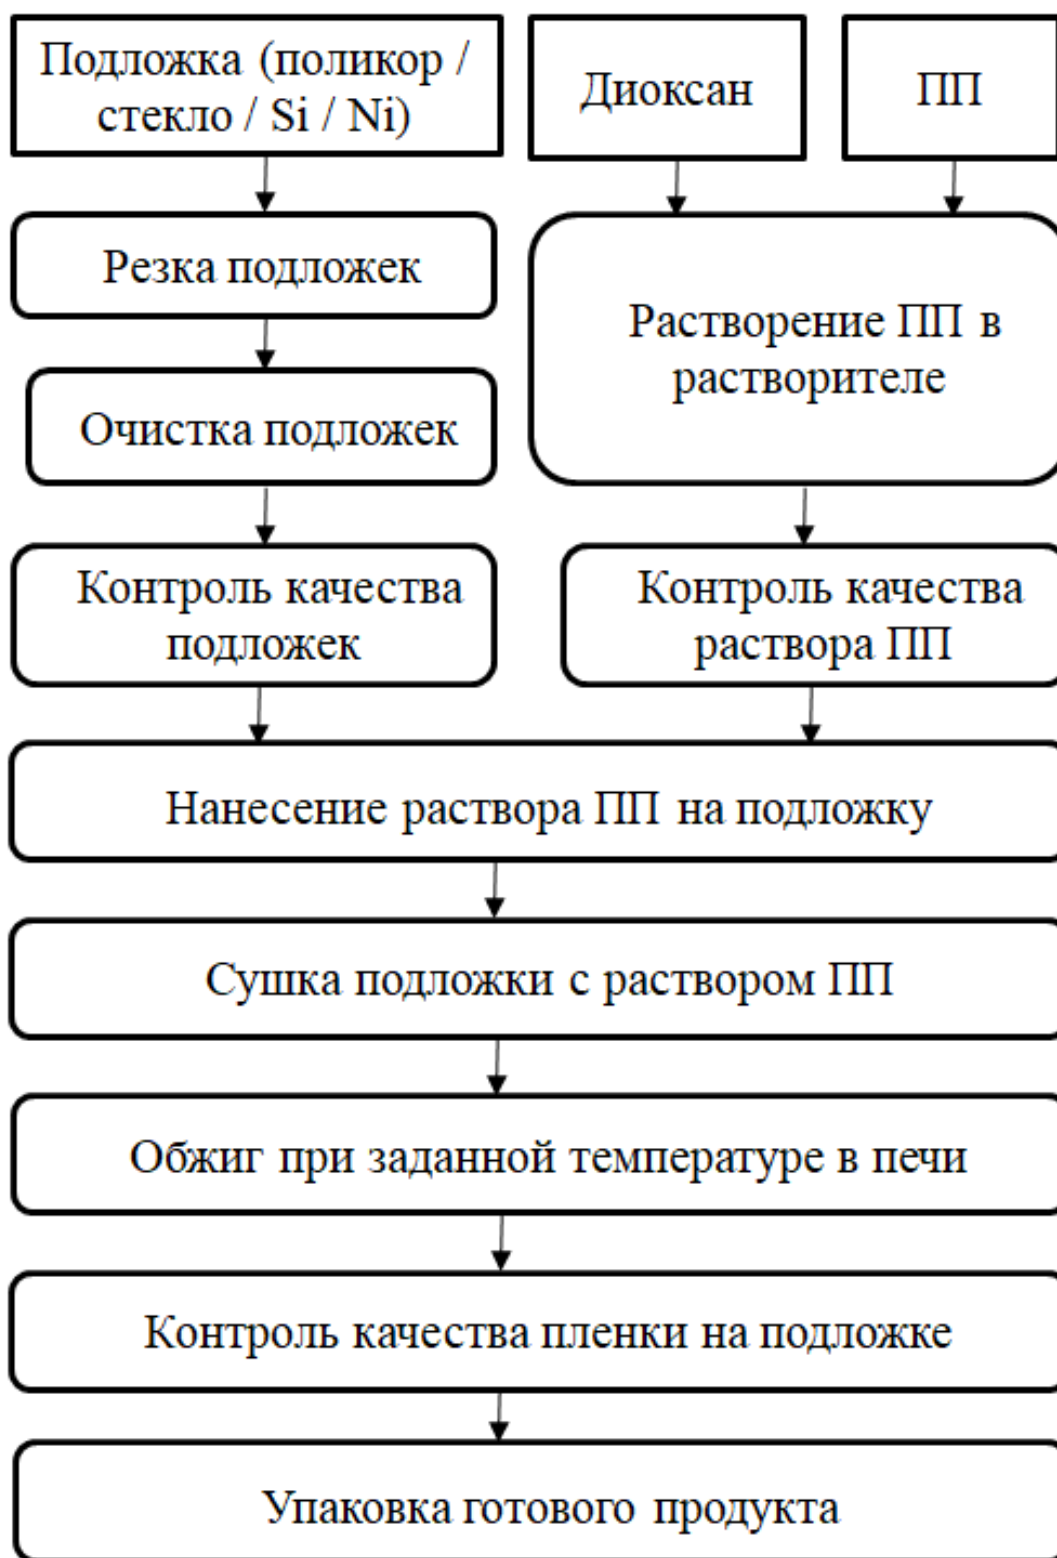 Подложка (поликор /
стекло / Si / Ni)
Диоксан
ПП
Резка подложек
Растворение ПП в
растворителе
Очистка подложек
Контроль качества
подложек
Контроль качества
раствора ПП
Нанесение раствора ПП на подложку
Сушка подложки с раствором ПП
Обжиг при заданной температуре в печи
Контроль качества пленки на подложке
Упаковка готового продукта